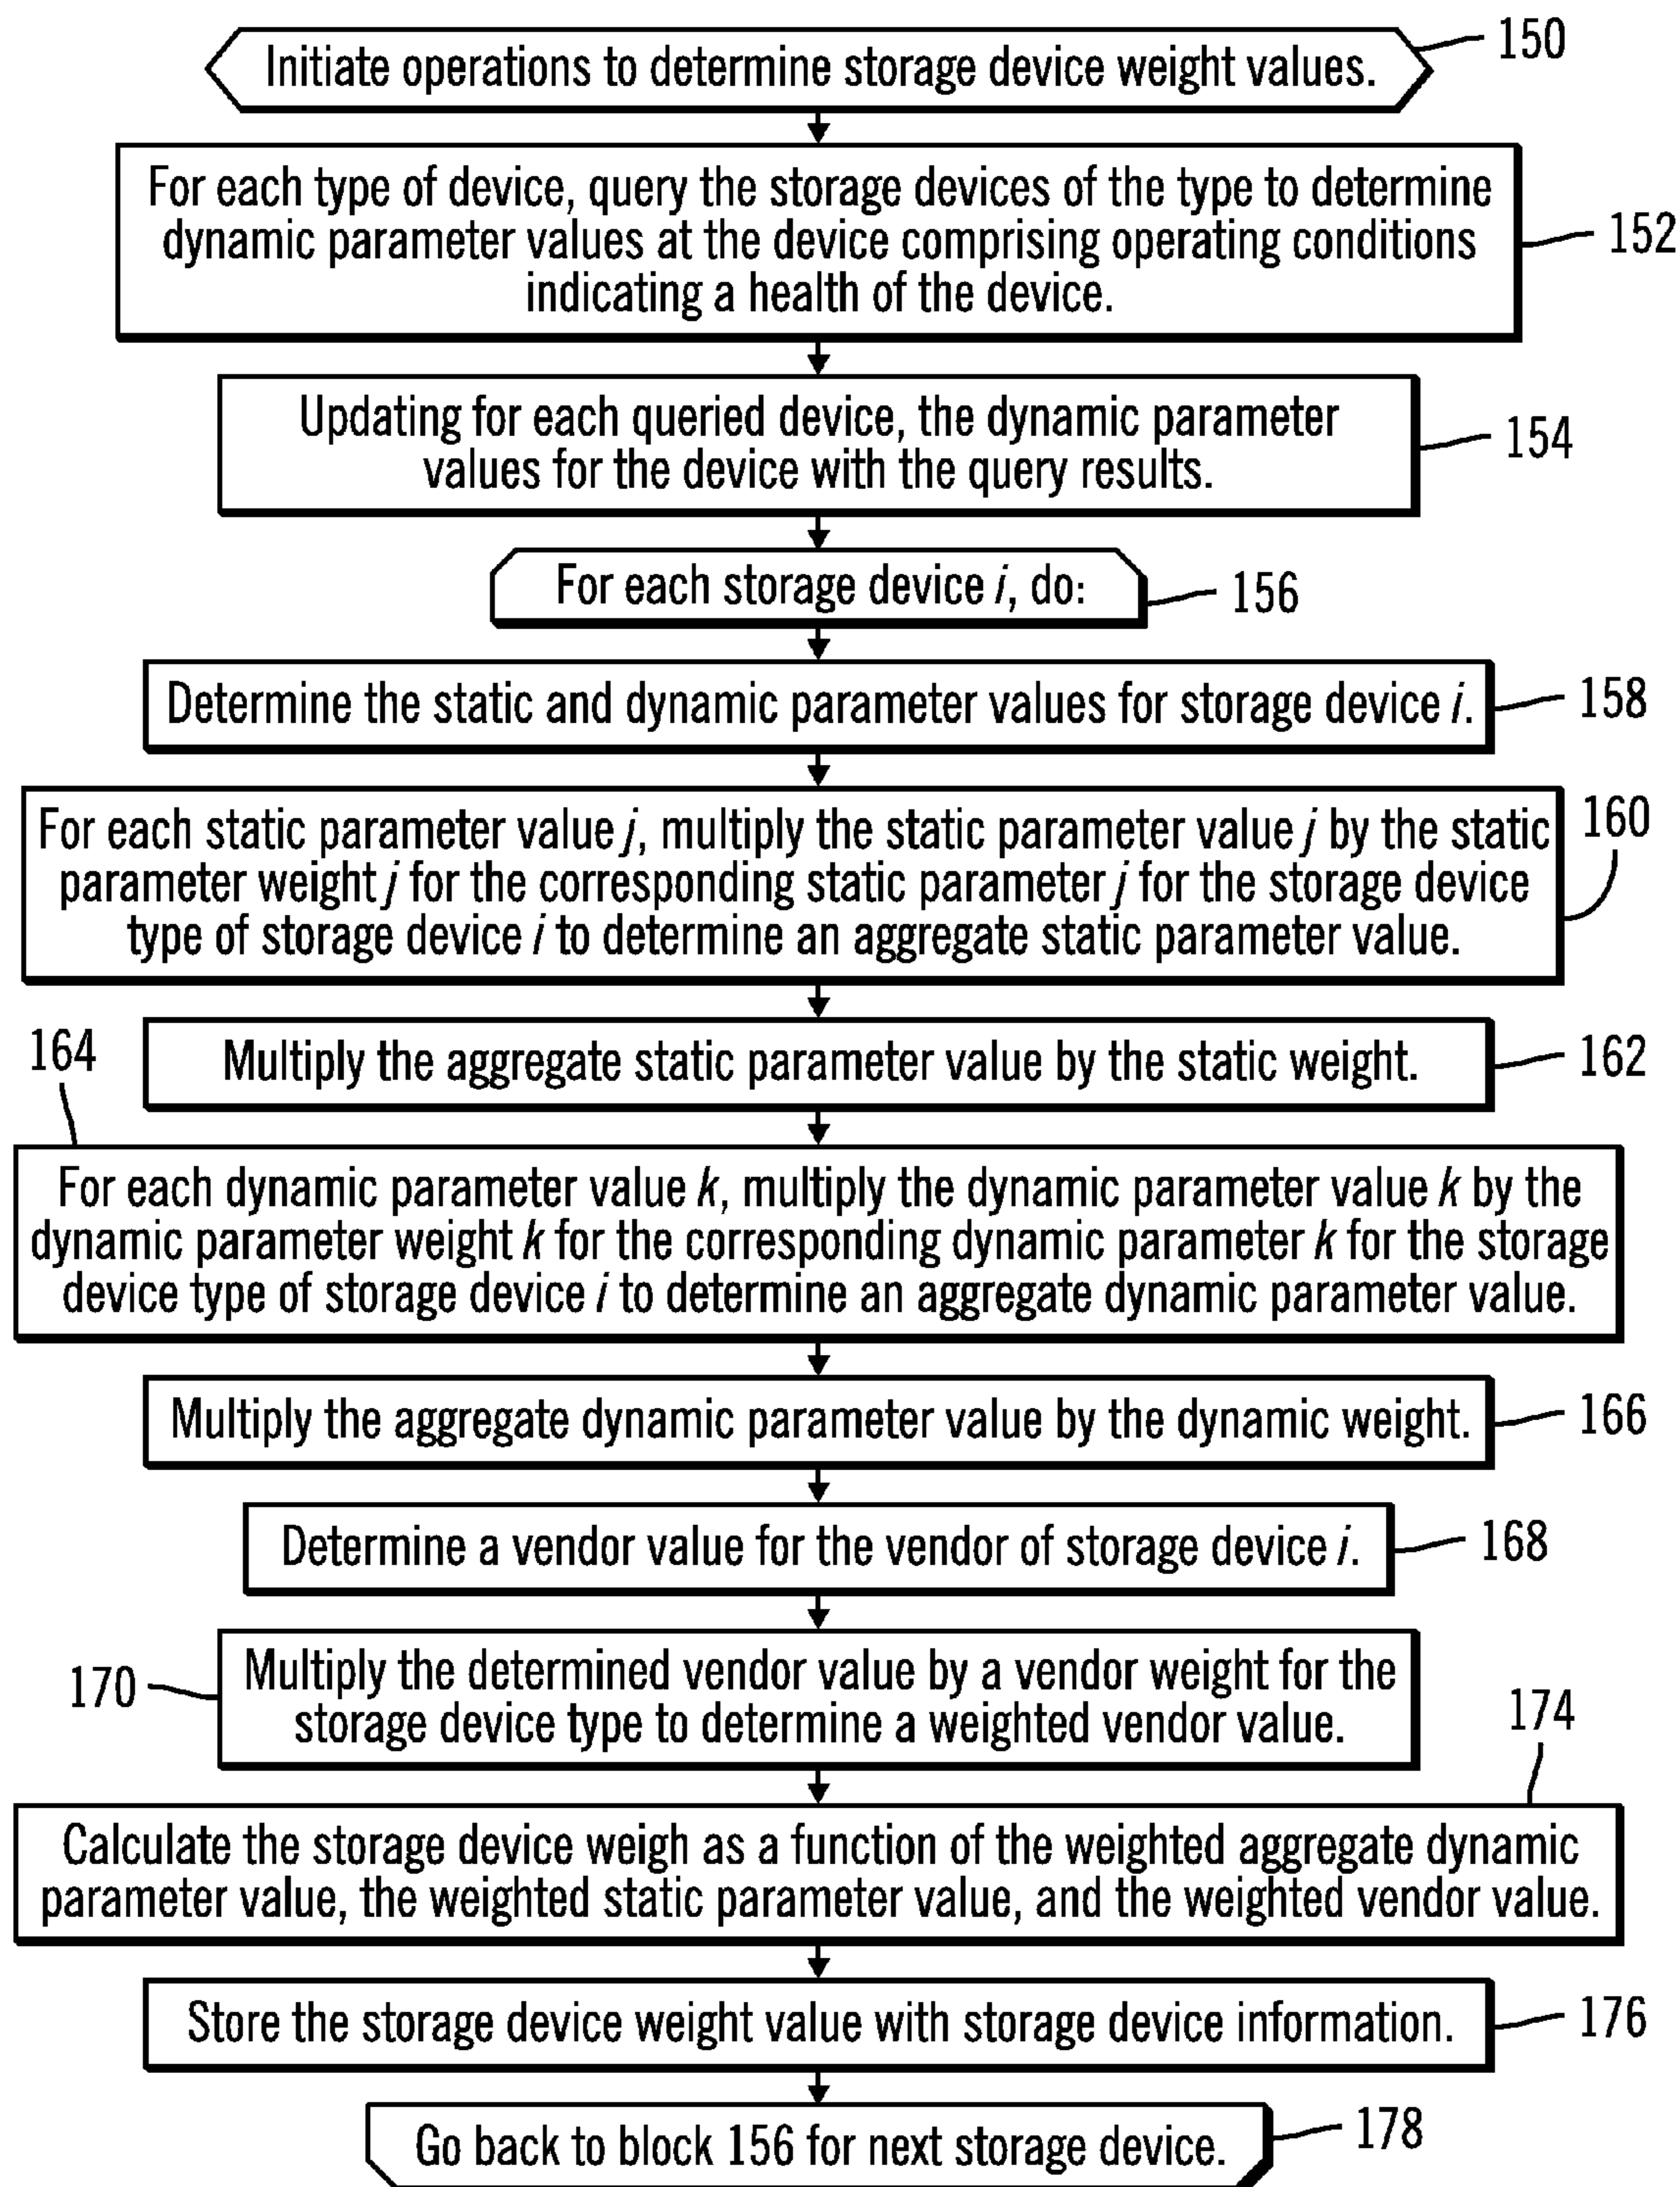 Initiate operations to determine storage device weight values.
150
For each type of device, query the storage devices of the type to determine
dynamic parameter values at the device comprising operating conditions
indicating a health of the device.
152
Updating for each queried device, the dynamic parameter
values for the device with the query results.
154
For each storage device i, do:
156
Determine the static and dynamic parameter values for storage device i.
158
For each static parameter value j, multiply the static parameter value j by the static
parameter weight j for the corresponding static parameter j for the storage device
type of storage device i to determine an aggregate static parameter value.
160
Multiply the aggregate static parameter value by the static weight.
162
164
For each dynamic parameter value k, multiply the dynamic parameter value k by the
dynamic parameter weight k for the corresponding dynamic parameter k for the storage
device type of storage device i to determine an aggregate dynamic parameter value.
Multiply the aggregate dynamic parameter value by the dynamic weight.
166
Determine a vendor value for the vendor of storage device i.
168
170
Multiply the determined vendor value by a vendor weight for the
storage device type to determine a weighted vendor value.
174
Calculate the storage device weigh as a function of the weighted aggregate dynamic
parameter value, the weighted static parameter value, and the weighted vendor value.
Store the storage device weight value with storage device information.
176
Go back to block 156 for next storage device.
178